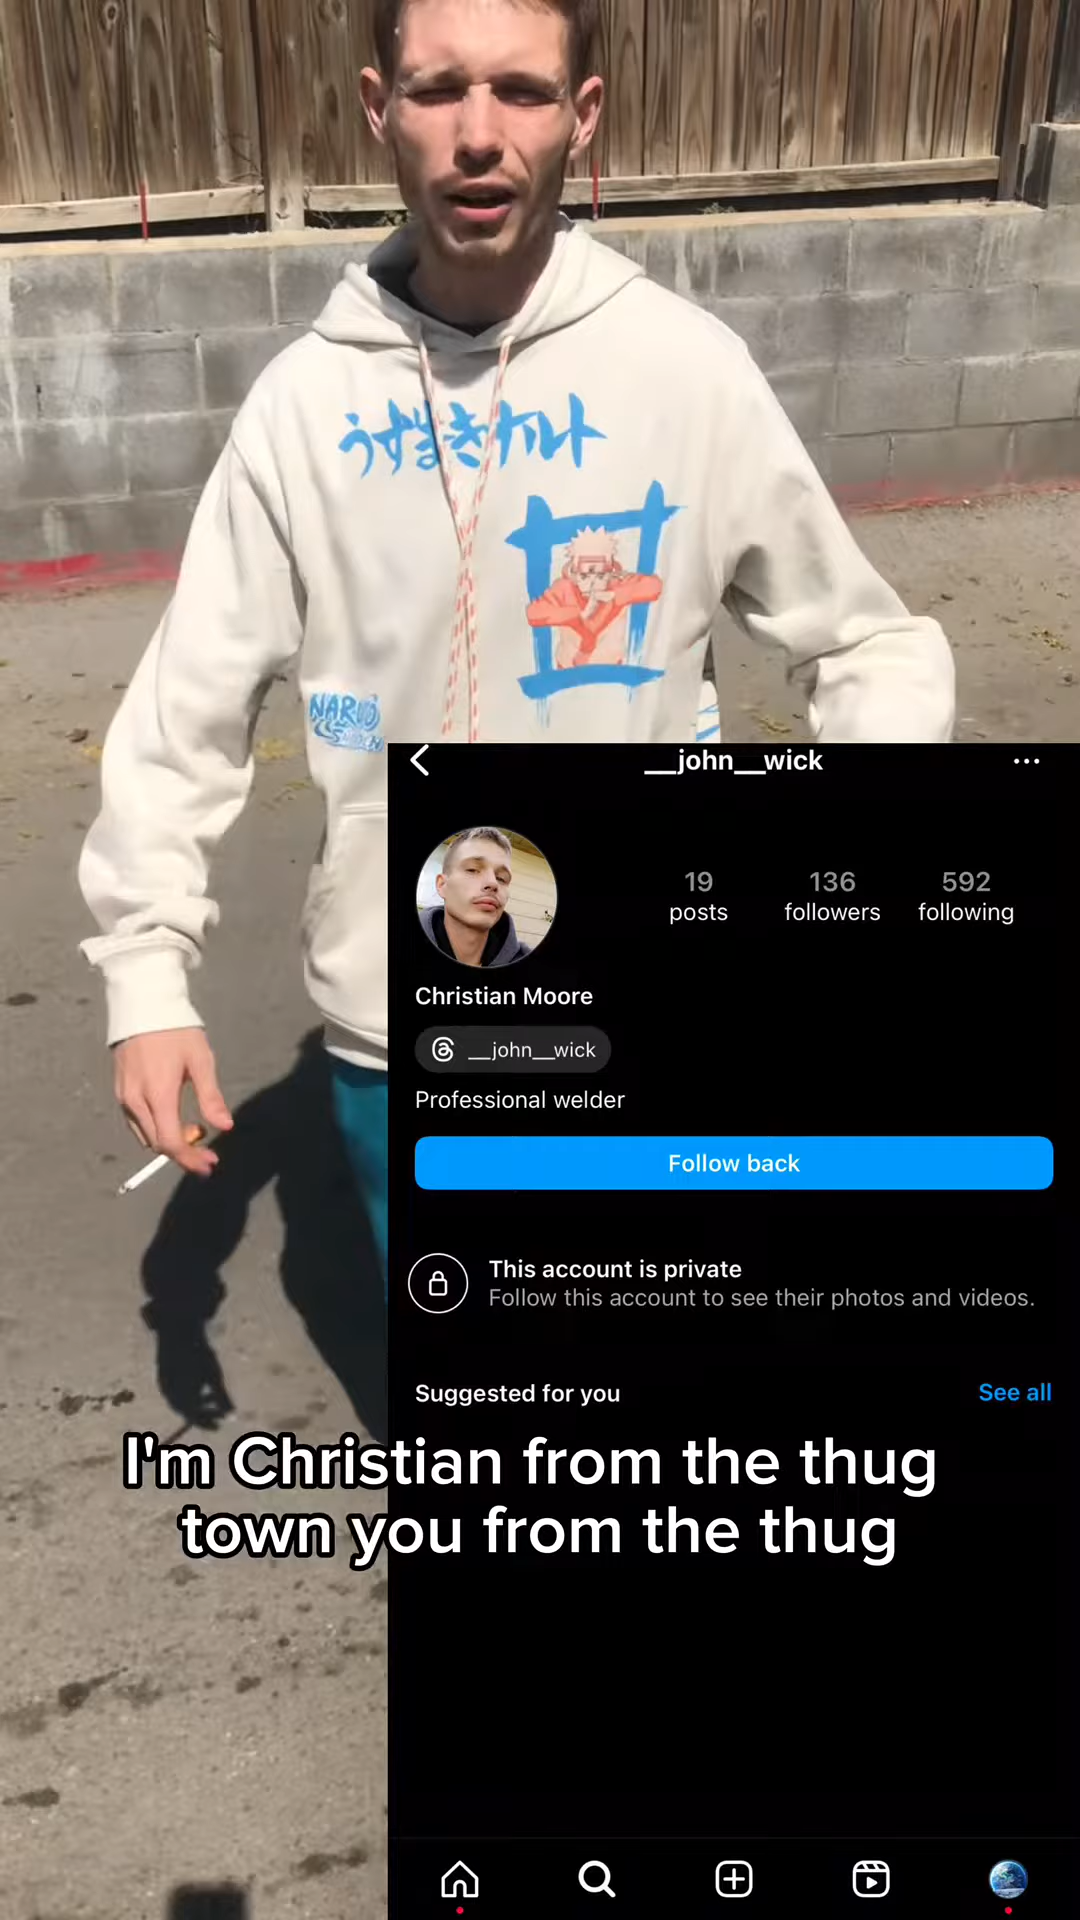 うずまきナルト
NARUTO
__john__wick
19
posts
136
followers
592
following
Christian Moore
__john__wick
Professional welder
Follow back
This account is private
Follow this account to see their photos and videos.
Suggested for you
See all
I'm Christian from the thug
town you from the thug